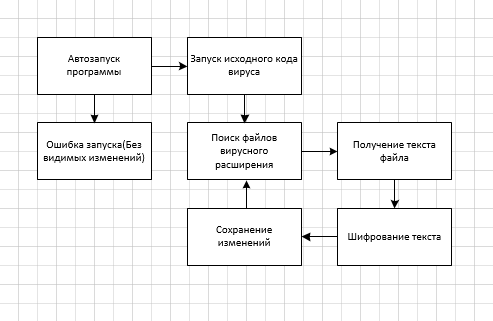 Автозапуск
программы
Запуск исходного кода
вируса
Ошибка запуска(Без
видимых изменений)
Поиск файлов
вирусного
расширения
Получение текста
файла
Сохранение
изменений
Шифрование текста